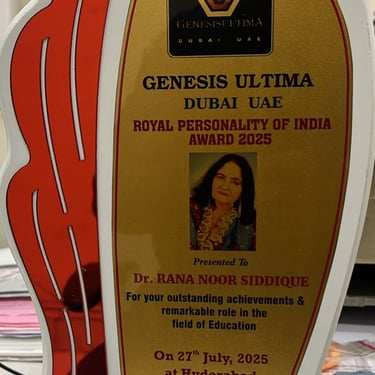 GENESISULTIMA
DUBAI UAE
GENESIS ULTIMA
DUBAI UAE
ROYAL PERSONALITY OF INDIA
AWARD 2025
Presented To
Dr. RANA NOOR SIDDIQUE
For your outstanding achievements &
remarkable role in the
field of Education
On 27th July, 2025
at Hyderabad